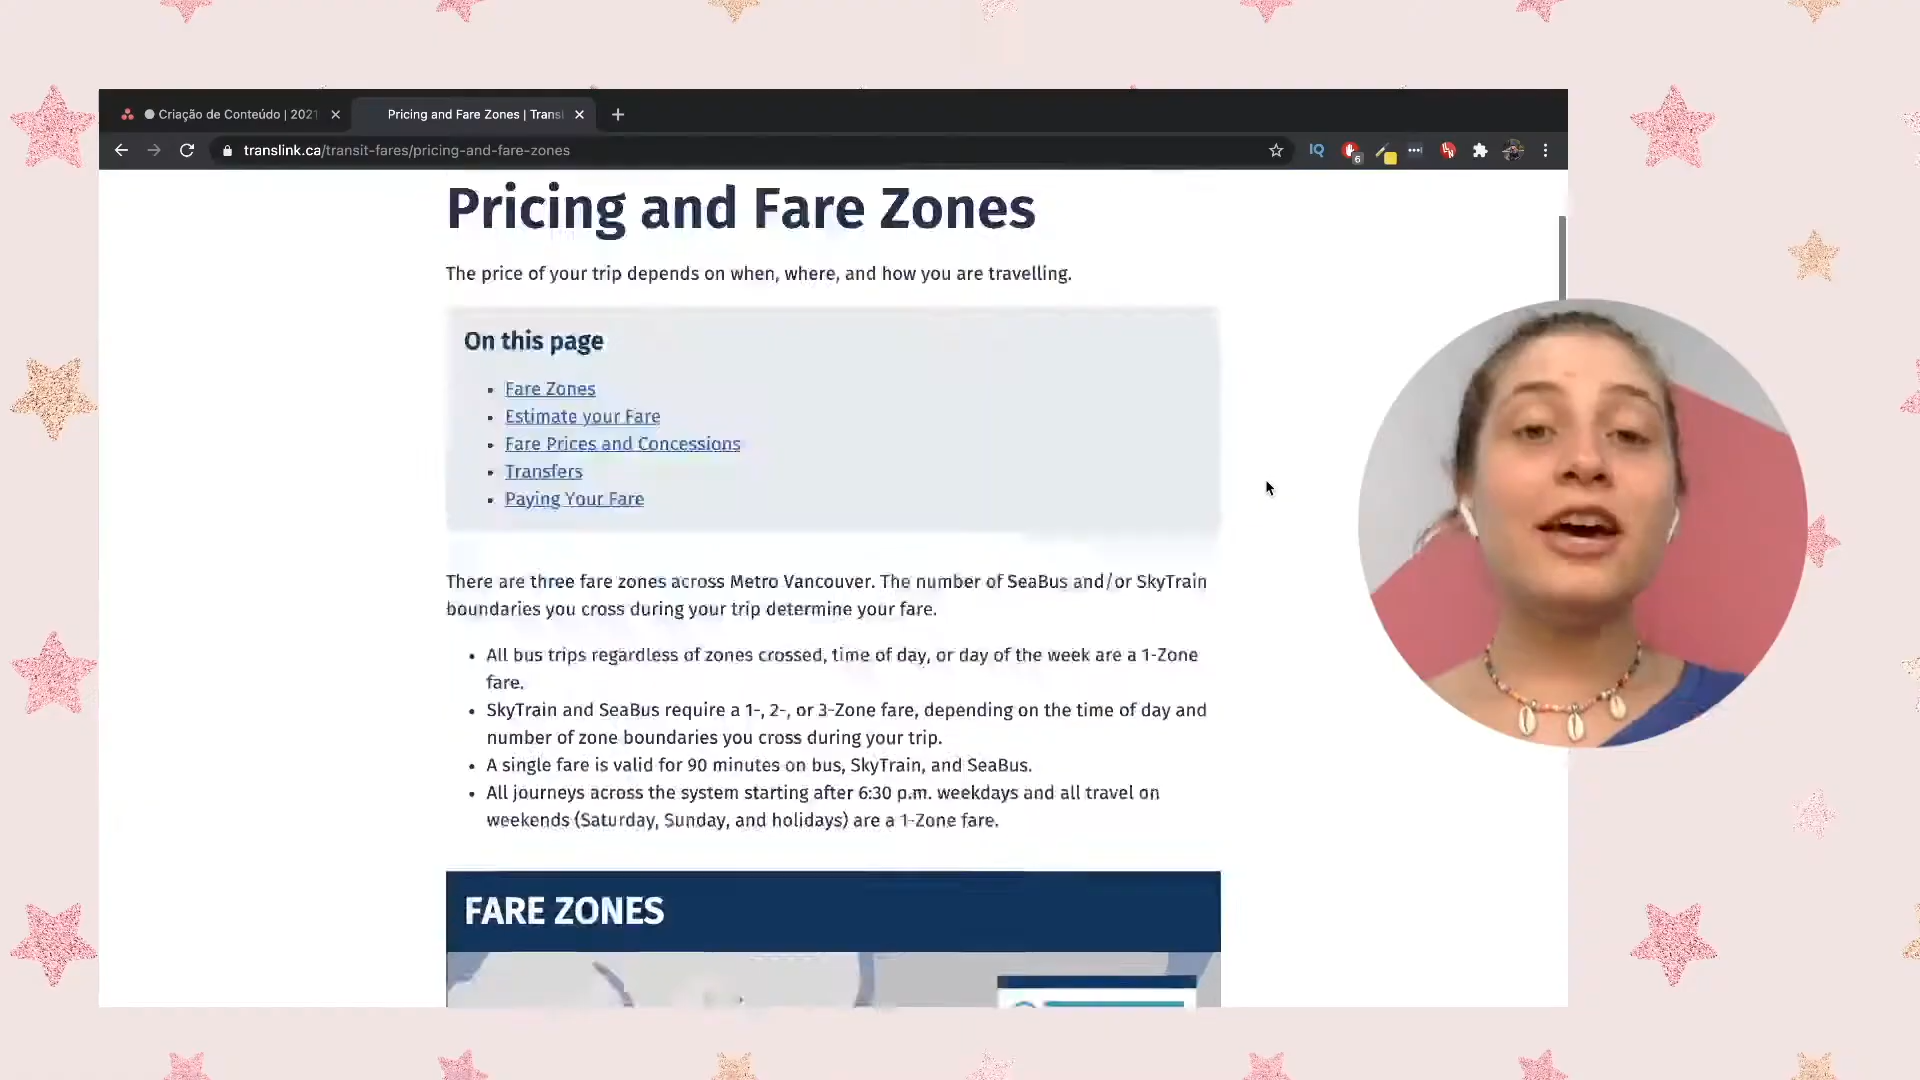 Criação de Conteúdo | 2021
Pricing and Fare Zones | Transl
translink.ca/transit-fares/pricing-and-fare-zones
IQ
6
Pricing and Fare Zones
The price of your trip depends on when, where, and how you are travelling.
On this page
Fare Zones
Estimate your Fare
Fare Prices and Concessions
Transfers
Paying Your Fare
There are three fare zones across Metro Vancouver. The number of SeaBus and/or SkyTrain
boundaries you cross during your trip determine your fare.
All bus trips regardless of zones crossed, time of day, or day of the week are a 1-Zone
fare.
SkyTrain and SeaBus require a 1-, 2-, or 3-Zone fare, depending on the time of day and
number of zone boundaries you cross during your trip.
A single fare is valid for 90 minutes on bus, SkyTrain, and SeaBus.
All journeys across the system starting after 6:30 p.m. weekdays and all travel on
weekends (Saturday, Sunday, and holidays) are a 1-Zone fare.
FARE ZONES